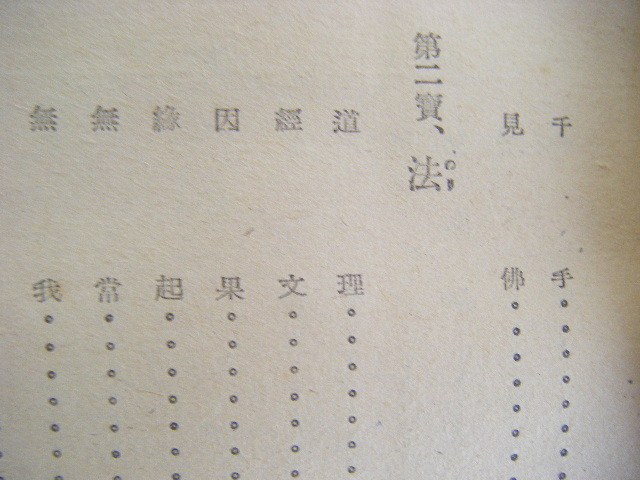 千手
見佛
第二寶、法。
道理
經文
因果
緣起
無常
無我